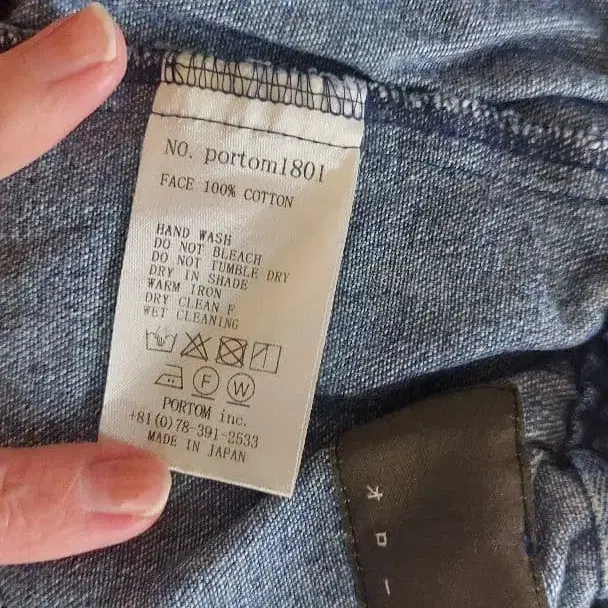 NO. portom1801
FACE 100% COTTON
HAND WASH
DO NOT BLEACH
DO NOT TUMBLE DRY
DRY IN SHADE
WARM IRON
DRY CLEAN F
WET CLEANING
F W
PORTOM inc.
+81(0)78-391-2533
MADE IN JAPAN
オロー